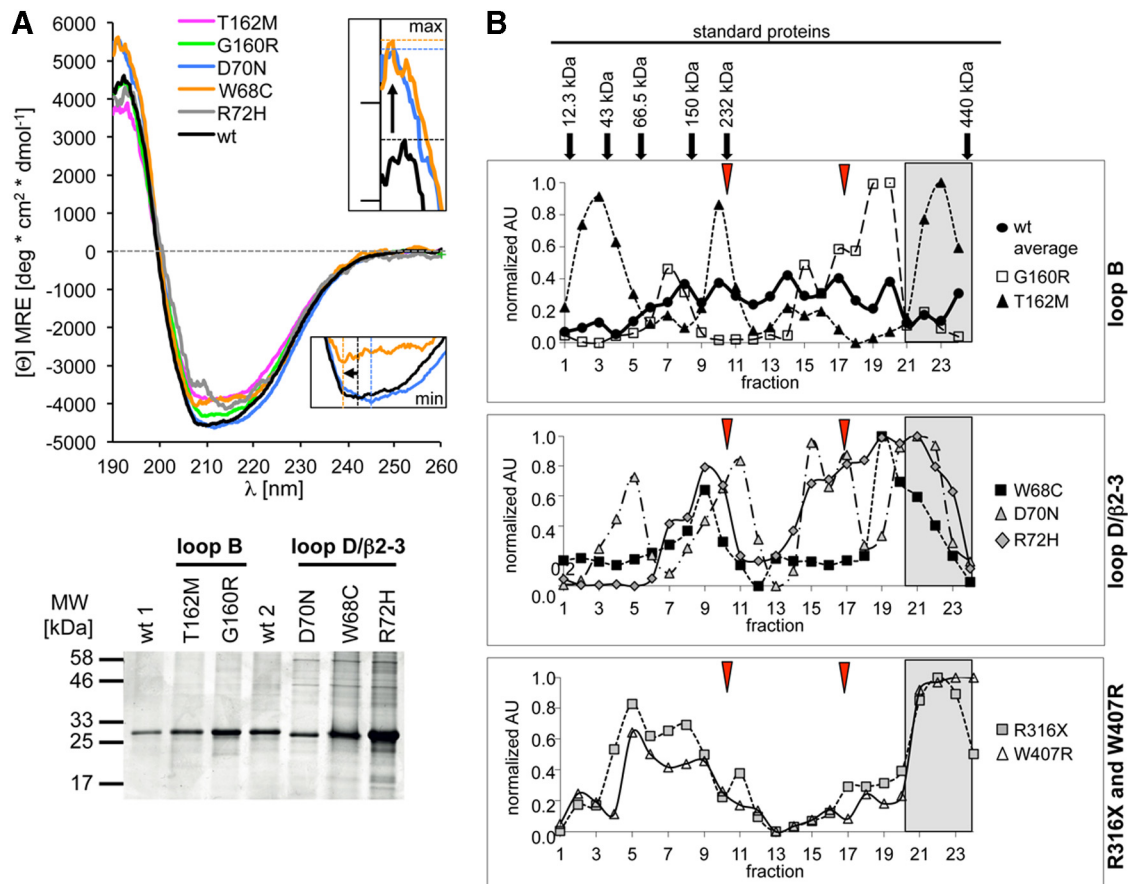 A
6000
5000
4000
3000
2000
1000
0
-1000
-2000
-3000
-4000
-5000
[Θ] MRE [deg * cm² * dmol⁻¹]
T162M
G160R
D70N
W68C
R72H
wt
max
min
190 200 210 220 230 240 250 260
λ [nm]
loop B loop D/β2-3
MW
[kDa]
wt 1 T162M G160R wt 2 D70N W68C R72H
58
46
33
25
17
B
standard proteins
12.3 kDa 43 kDa 66.5 kDa 150 kDa 232 kDa 440 kDa
normalized AU
1.0
0.8
0.6
0.4
0.2
0.0
1 3 5 7 9 11 13 15 17 19 21 23
fraction
wt
average
G160R
T162M
loop B
normalized AU
1.0
0.8
0.6
0.4
0.2
0.0
1 3 5 7 9 11 13 15 17 19 21 23
fraction
W68C
D70N
R72H
loop D/β2-3
normalized AU
1.0
0.8
0.6
0.4
0.2
0.0
1 3 5 7 9 11 13 15 17 19 21 23
fraction
R316X
W407R
R316X and W407R